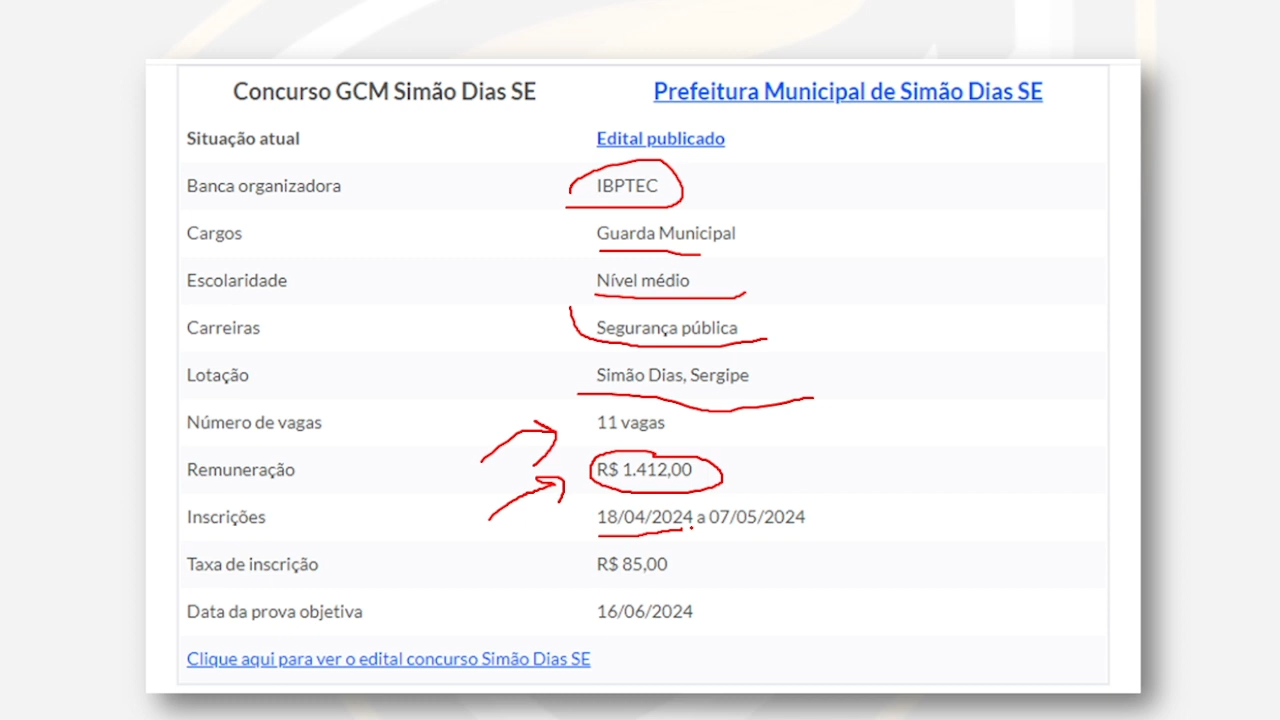 Concurso GCM Simão Dias SE Prefeitura Municipal de Simão Dias SE
Situação atual Edital publicado
Banca organizadora IBPTEC
Cargos Guarda Municipal
Escolaridade Nível médio
Carreiras Segurança pública
Lotação Simão Dias, Sergipe
Número de vagas 11 vagas
Remuneração R$ 1.412,00
Inscrições 18/04/2024 a 07/05/2024
Taxa de inscrição R$ 85,00
Data da prova objetiva 16/06/2024
Clique aqui para ver o edital concurso Simão Dias SE